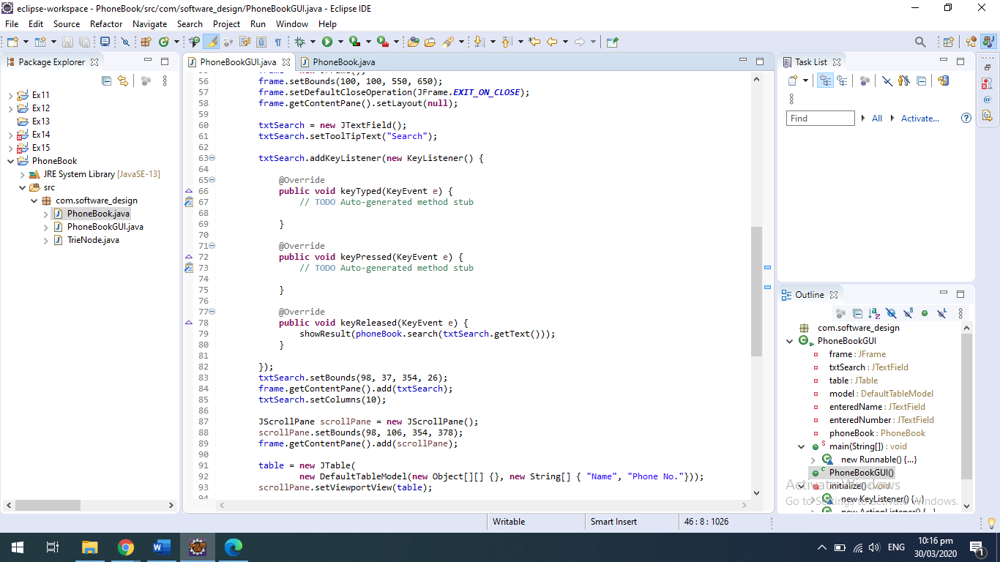 eclipse-workspace - PhoneBook/src/com/software_design/PhoneBookGUI.java - Eclipse IDE
File Edit Source Refactor Navigate Search Project Run Window Help
Package Explorer
Ex11
Ex12
Ex13
Ex14
Ex15
PhoneBook
JRE System Library [JavaSE-13]
src
com.software_design
PhoneBook.java
PhoneBookGUI.java
TrieNode.java
PhoneBookGUI.java PhoneBook.java
56 frame.setBounds(100, 100, 550, 650);
57 frame.setDefaultCloseOperation(JFrame.EXIT_ON_CLOSE);
58 frame.getContentPane().setLayout(null);
59
60 txtSearch = new JTextField();
61 txtSearch.setToolTipText("Search");
62
63 txtSearch.addKeyListener(new KeyListener() {
64
65 @Override
66 public void keyTyped(KeyEvent e) {
67 // TODO Auto-generated method stub
68
69 }
70
71 @Override
72 public void keyPressed(KeyEvent e) {
73 // TODO Auto-generated method stub
74
75 }
76
77 @Override
78 public void keyReleased(KeyEvent e) {
79 showResult(phoneBook.search(txtSearch.getText()));
80 }
81
82 });
83 txtSearch.setBounds(98, 37, 354, 26);
84 frame.getContentPane().add(txtSearch);
85 txtSearch.setColumns(10);
86
87 JScrollPane scrollPane = new JScrollPane();
88 scrollPane.setBounds(98, 106, 354, 378);
89 frame.getContentPane().add(scrollPane);
90
91 table = new JTable(
92 new DefaultTableModel(new Object[][] {}, new String[] { "Name", "Phone No."}));
93 scrollPane.setViewportView(table);
94
Task List
Find All Activate...
Outline
com.software_design
PhoneBookGUI
frame : JFrame
txtSearch : JTextField
table : JTable
model : DefaultTableModel
enteredName : JTextField
enteredNumber : JTextField
phoneBook : PhoneBook
main(String[]) : void
new Runnable() {...}
PhoneBookGUI()
initialize() : void
new KeyListener() {...}
new ActionListener() {...}
Activate Windows
Go to Settings to activate Windows.
Writable Smart Insert 46 : 8 : 1026
ENG
10:16 pm
30/03/2020
1